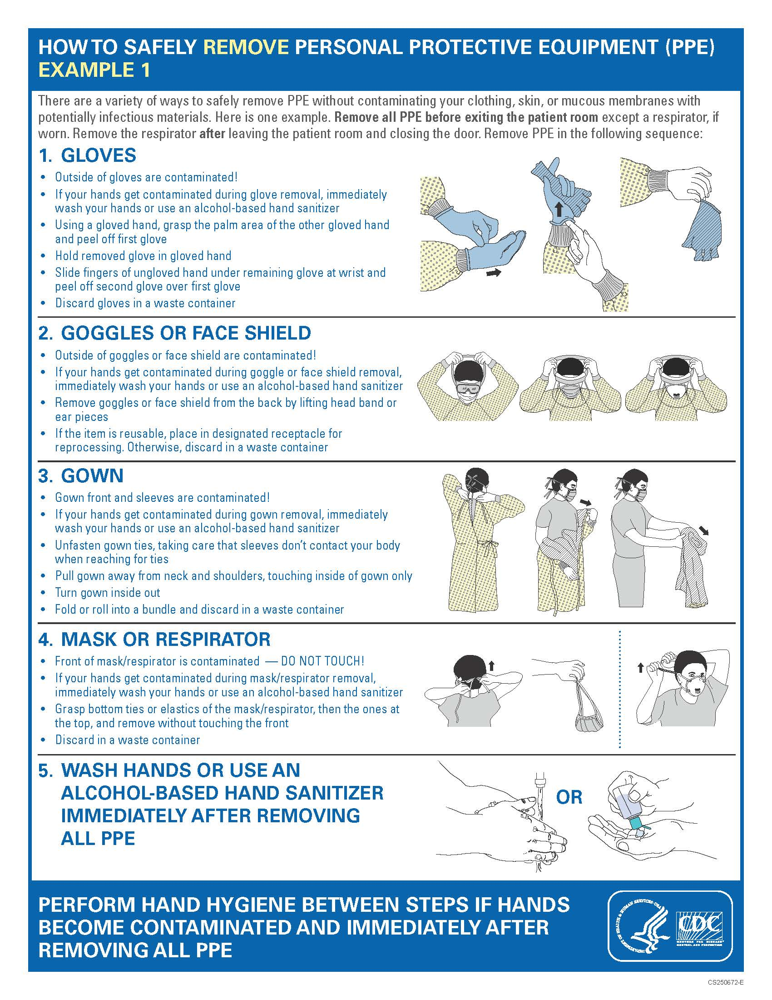 HOW TO SAFELY REMOVE PERSONAL PROTECTIVE EQUIPMENT (PPE)
EXAMPLE 1
There are a variety of ways to safely remove PPE without contaminating your clothing, skin, or mucous membranes with
potentially infectious materials. Here is one example. Remove all PPE before exiting the patient room except a respirator, if
worn. Remove the respirator after leaving the patient room and closing the door. Remove PPE in the following sequence:
1. GLOVES
• Outside of gloves are contaminated!
• If your hands get contaminated during glove removal, immediately
wash your hands or use an alcohol-based hand sanitizer
• Using a gloved hand, grasp the palm area of the other gloved hand
and peel off first glove
• Hold removed glove in gloved hand
• Slide fingers of ungloved hand under remaining glove at wrist and
peel off second glove over first glove
• Discard gloves in a waste container
2. GOGGLES OR FACE SHIELD
• Outside of goggles or face shield are contaminated!
• If your hands get contaminated during goggle or face shield removal,
immediately wash your hands or use an alcohol-based hand sanitizer
• Remove goggles or face shield from the back by lifting head band or
ear pieces
• If the item is reusable, place in designated receptacle for
reprocessing. Otherwise, discard in a waste container
3. GOWN
• Gown front and sleeves are contaminated!
• If your hands get contaminated during gown removal, immediately
wash your hands or use an alcohol-based hand sanitizer
• Unfasten gown ties, taking care that sleeves don't contact your body
when reaching for ties
• Pull gown away from neck and shoulders, touching inside of gown only
• Turn gown inside out
• Fold or roll into a bundle and discard in a waste container
4. MASK OR RESPIRATOR
• Front of mask/respirator is contaminated — DO NOT TOUCH!
• If your hands get contaminated during mask/respirator removal,
immediately wash your hands or use an alcohol-based hand sanitizer
• Grasp bottom ties or elastics of the mask/respirator, then the ones at
the top, and remove without touching the front
• Discard in a waste container
5. WASH HANDS OR USE AN
ALCOHOL-BASED HAND SANITIZER
IMMEDIATELY AFTER REMOVING
ALL PPE
OR
PERFORM HAND HYGIENE BETWEEN STEPS IF HANDS
BECOME CONTAMINATED AND IMMEDIATELY AFTER
REMOVING ALL PPE
DEPARTMENT OF HEALTH & HUMAN SERVICES·USA
CDC
CENTERS FOR DISEASE
CONTROL AND PREVENTION
CS250672-E